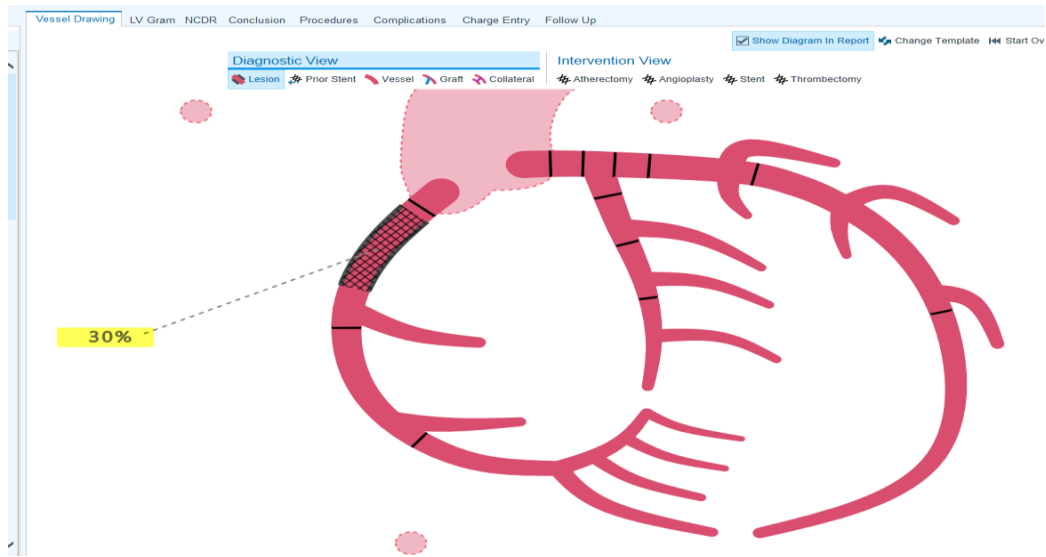 Vessel Drawing LV Gram NCDR Conclusion Procedures Complications Charge Entry Follow Up
Show Diagram In Report Change Template Start Ov
Diagnostic View Intervention View
Lesion Prior Stent Vessel Graft Collateral Atherectomy Angioplasty Stent Thrombectomy
30%